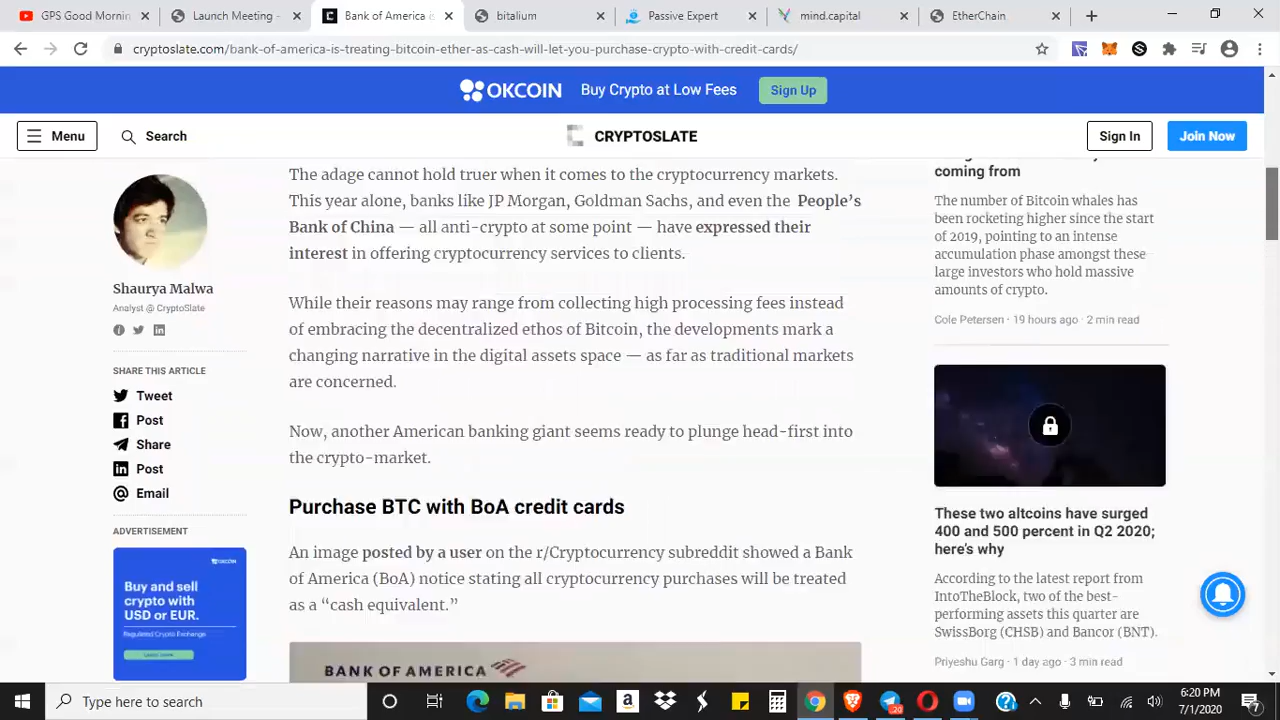 GPS Good Mornin
Launch Meeting -
Bank of America is
bitalium
Passive Expert
mind.capital
EtherChain
cryptoslate.com/bank-of-america-is-treating-bitcoin-ether-as-cash-will-let-you-purchase-crypto-with-credit-cards/
OKCOIN Buy Crypto at Low Fees Sign Up
Menu Search CRYPTOSLATE Sign In Join Now
Shaurya Malwa
Analyst @ CryptoSlate
SHARE THIS ARTICLE
Tweet
Post
Share
Post
Email
ADVERTISEMENT
OKCOIN
Buy and sell
crypto with
USD or EUR.
Regulated Crypto Exchange
The adage cannot hold truer when it comes to the cryptocurrency markets.
This year alone, banks like JP Morgan, Goldman Sachs, and even the People’s
Bank of China — all anti-crypto at some point — have expressed their
interest in offering cryptocurrency services to clients.
While their reasons may range from collecting high processing fees instead
of embracing the decentralized ethos of Bitcoin, the developments mark a
changing narrative in the digital assets space — as far as traditional markets
are concerned.
Now, another American banking giant seems ready to plunge head-first into
the crypto-market.
Purchase BTC with BoA credit cards
An image posted by a user on the r/Cryptocurrency subreddit showed a Bank
of America (BoA) notice stating all cryptocurrency purchases will be treated
as a “cash equivalent.”
BANK OF AMERICA
coming from
The number of Bitcoin whales has
been rocketing higher since the start
of 2019, pointing to an intense
accumulation phase amongst these
large investors who hold massive
amounts of crypto.
Cole Petersen · 19 hours ago · 2 min read
These two altcoins have surged
400 and 500 percent in Q2 2020;
here’s why
According to the latest report from
IntoTheBlock, two of the best-
performing assets this quarter are
SwissBorg (CHSB) and Bancor (BNT).
Priyeshu Garg · 1 day ago · 3 min read
Type here to search
20
6:20 PM
7/1/2020
7